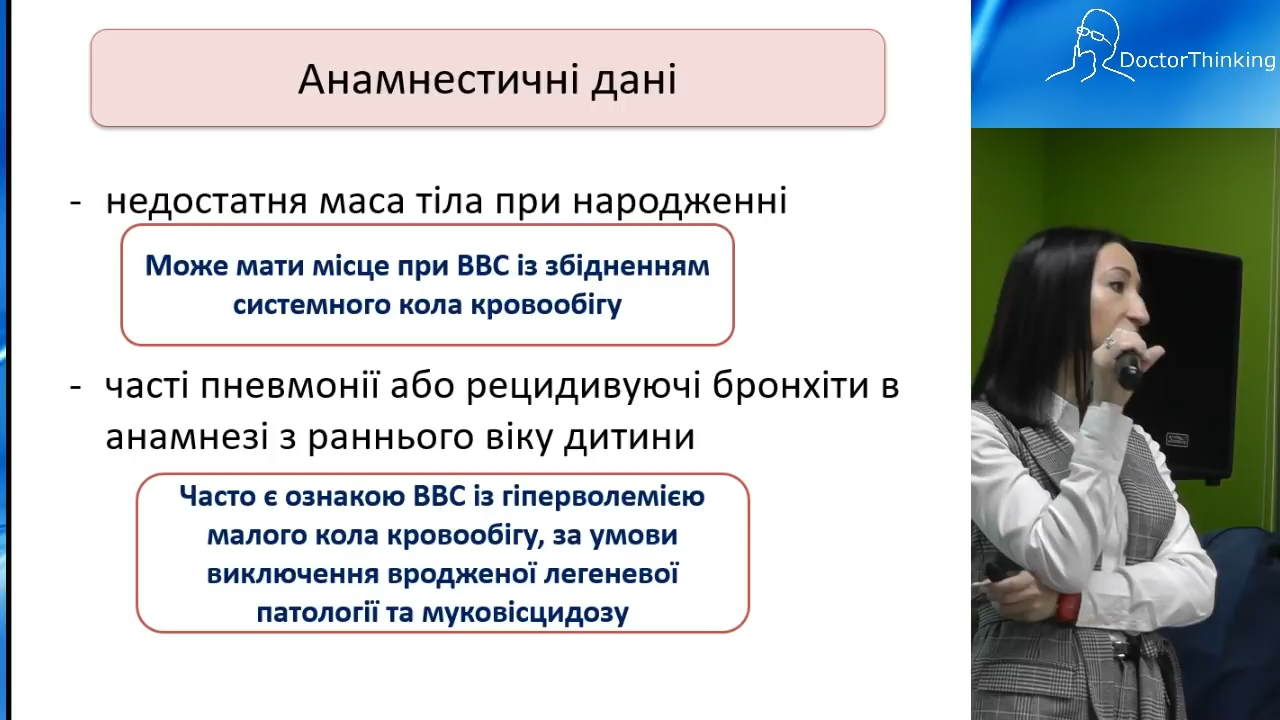 Анамнестичні дані
DoctorThinking
- недостатня маса тіла при народженні
Може мати місце при ВВС із збідненням
системного кола кровообігу
- часті пневмонії або рецидивуючі бронхіти в
анамнезі з раннього віку дитини
Часто є ознакою ВВС із гіперволемією
малого кола кровообігу, за умови
виключення вродженої легеневої
патології та муковісцидозу